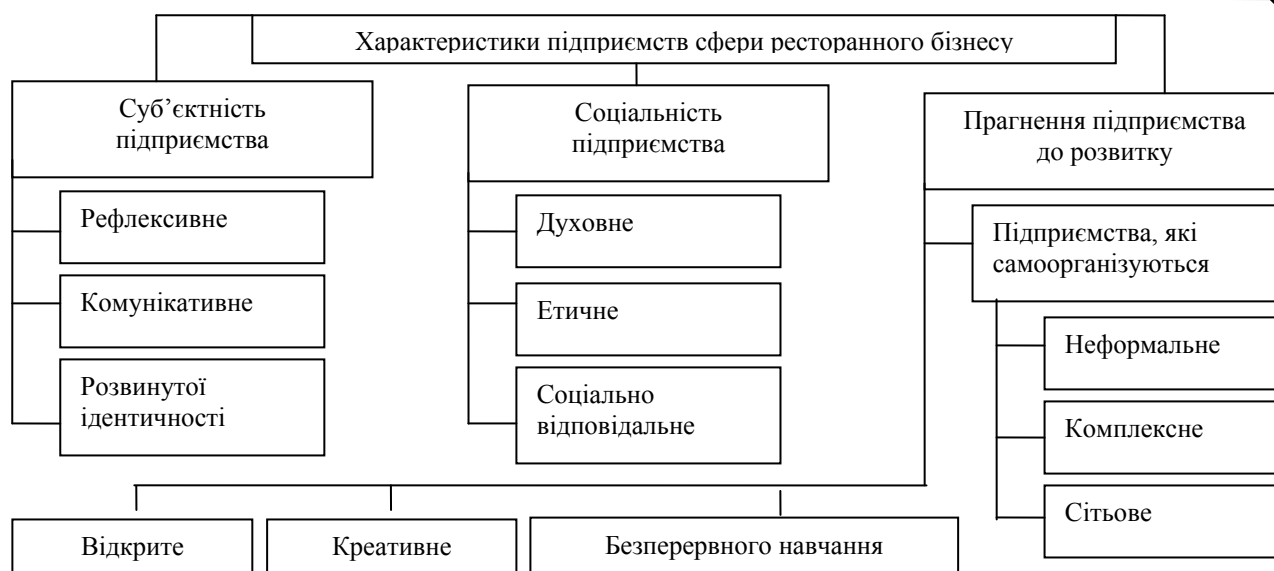 Характеристики підприємств сфери ресторанного бізнесу
Суб’єктність
підприємства
Рефлексивне
Комунікативне
Розвинутої
ідентичності
Соціальність
підприємства
Духовне
Етичне
Соціально
відповідальне
Прагнення підприємства
до розвитку
Підприємства, які
самоорганізуються
Неформальне
Комплексне
Сітьове
Відкрите
Креативне
Безперервного навчання